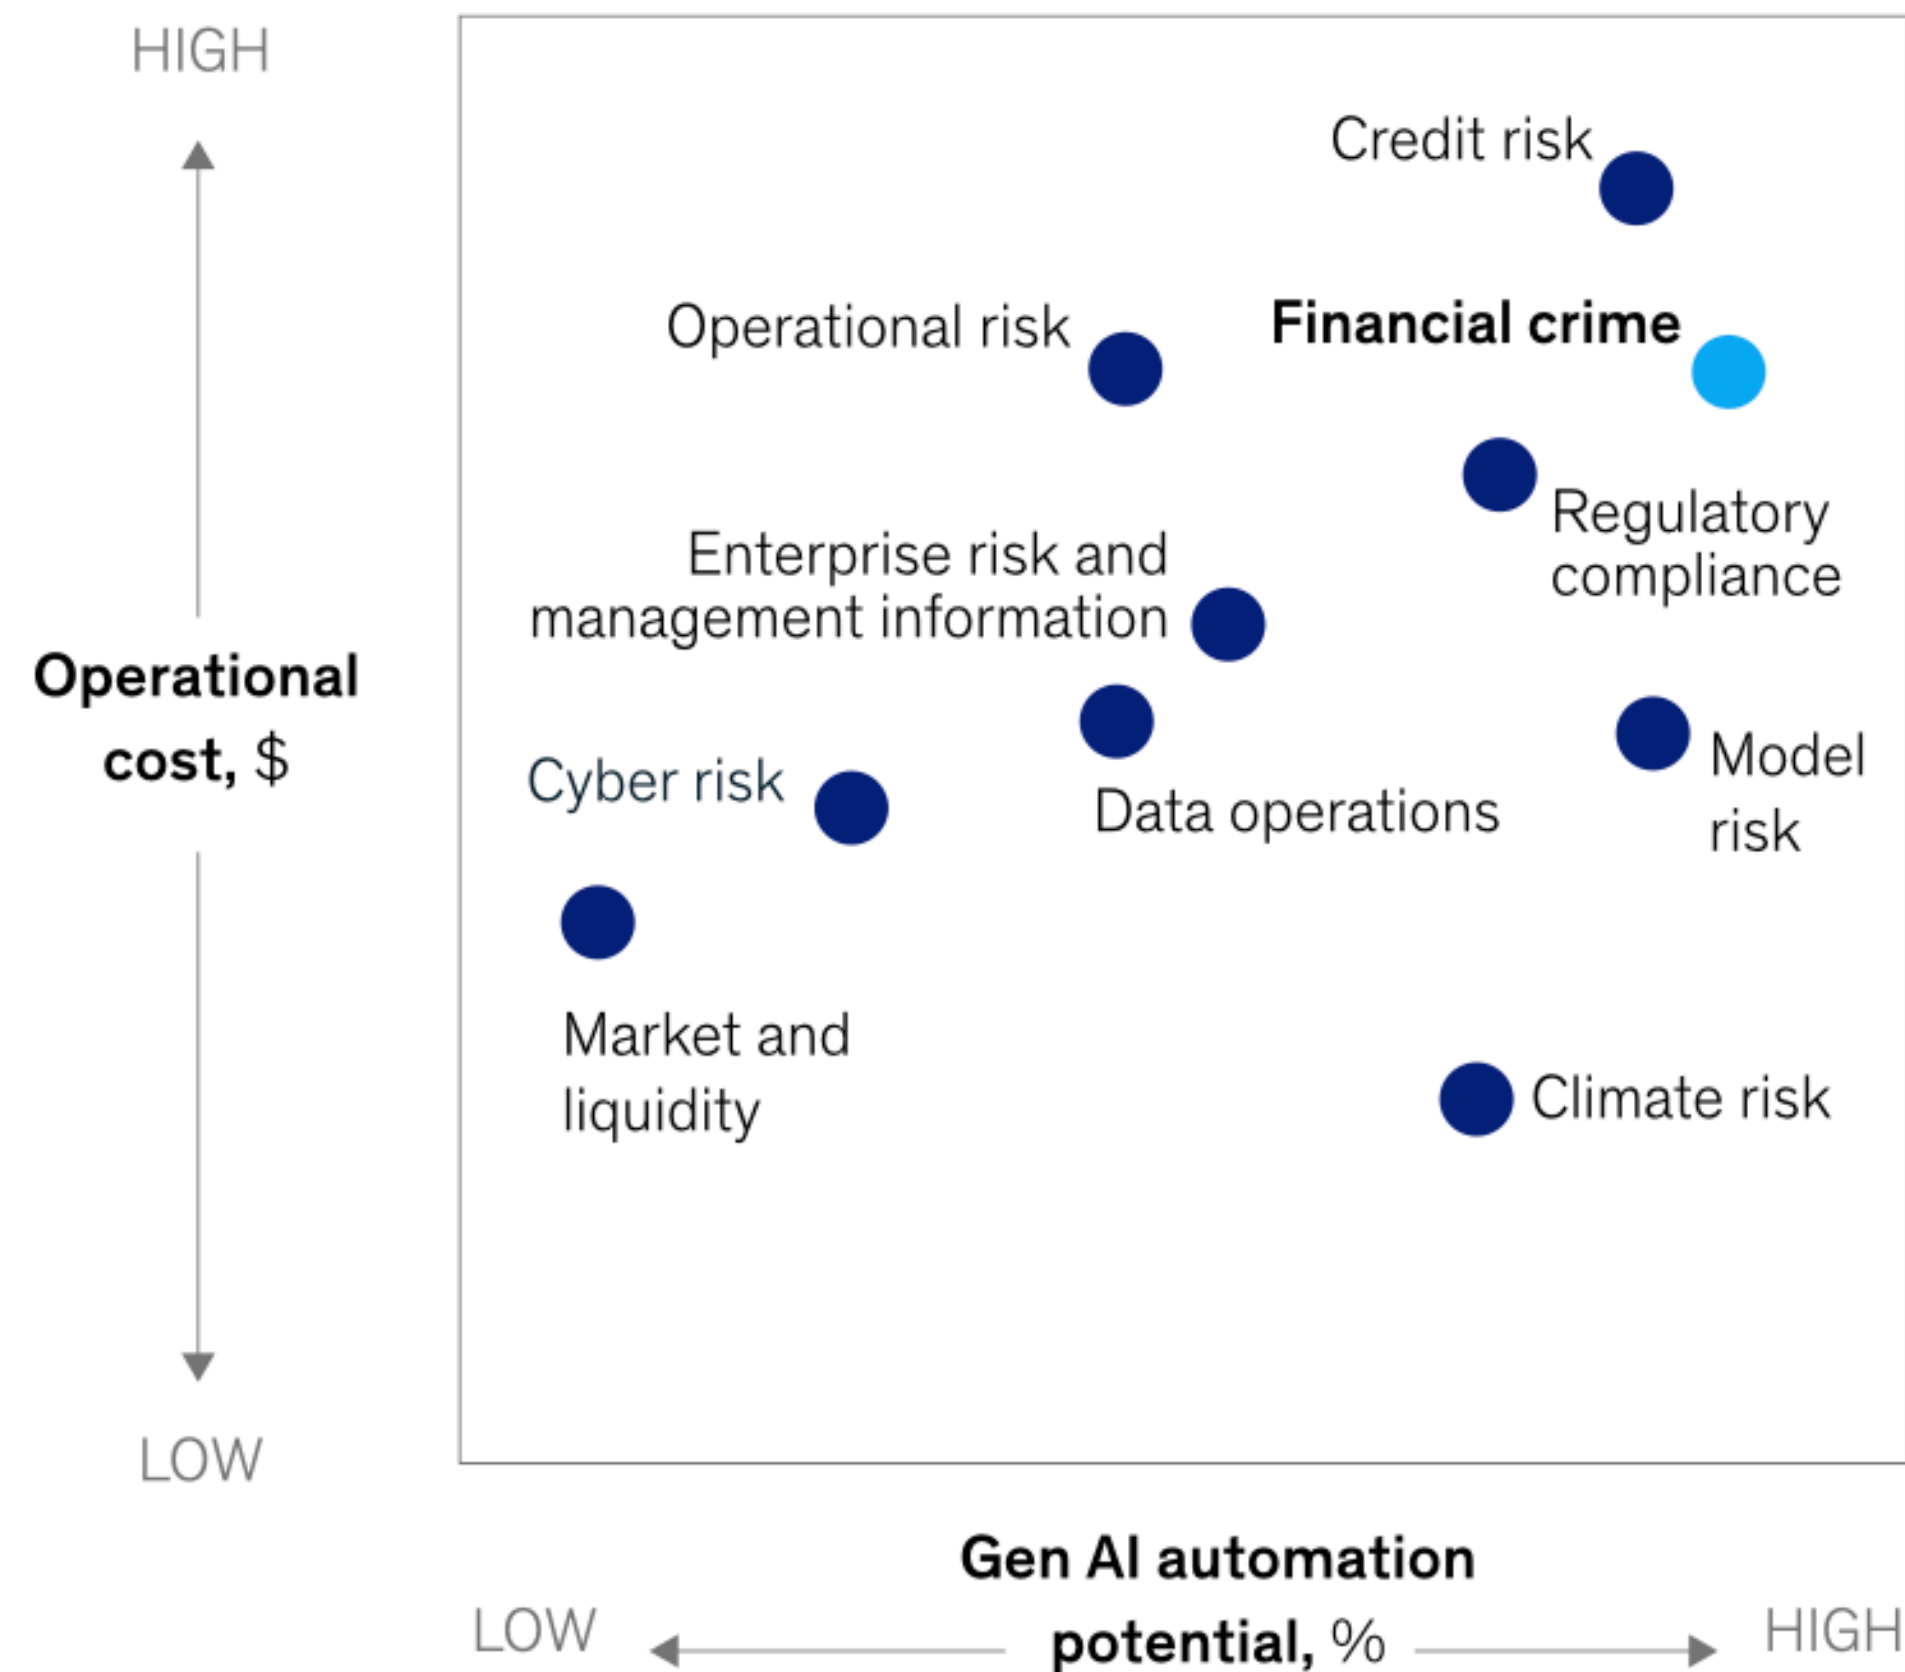 HIGH
Credit risk
Financial crime
Operational risk
Regulatory
compliance
Enterprise risk and
management information
Operational
cost, $
Model
risk
Cyber risk
Data operations
Market and
liquidity
Climate risk
LOW
Gen AI automation
potential, %
LOW
HIGH